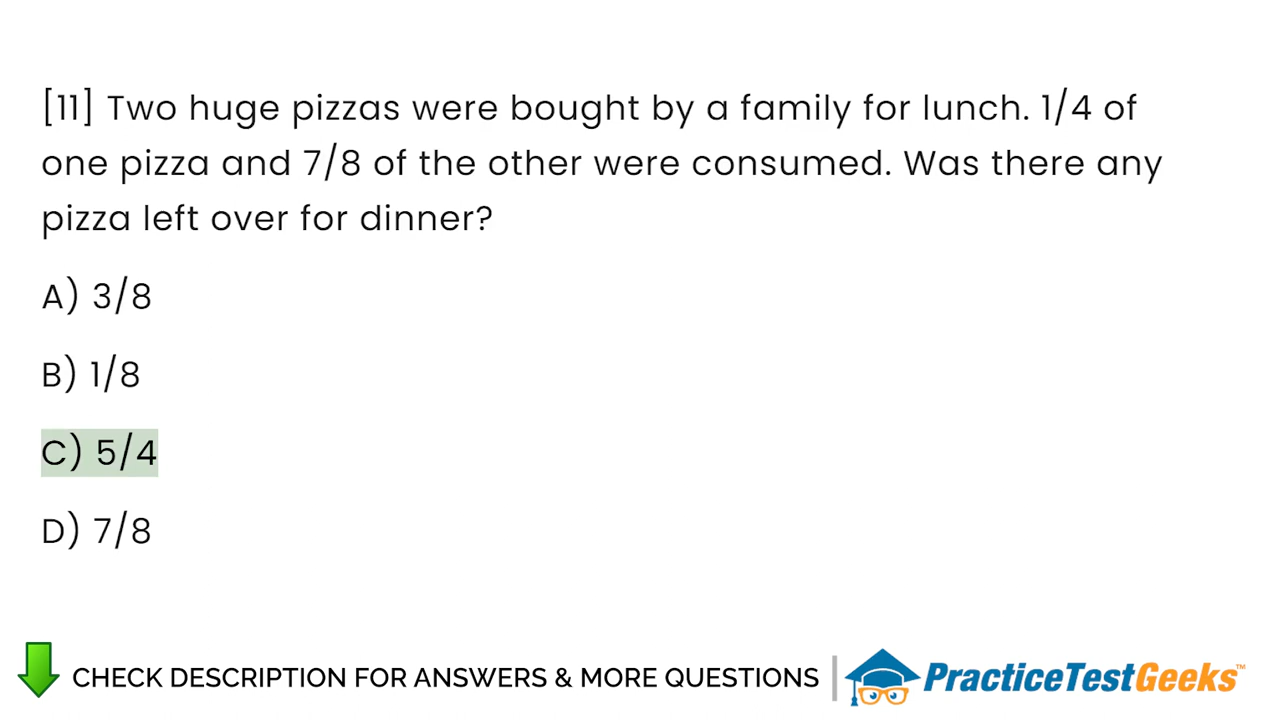 [11] Two huge pizzas were bought by a family for lunch. 1/4 of
one pizza and 7/8 of the other were consumed. Was there any
pizza left over for dinner?
A) 3/8
B) 1/8
C) 5/4
D) 7/8
CHECK DESCRIPTION FOR ANSWERS & MORE QUESTIONS
PracticeTestGeeks™